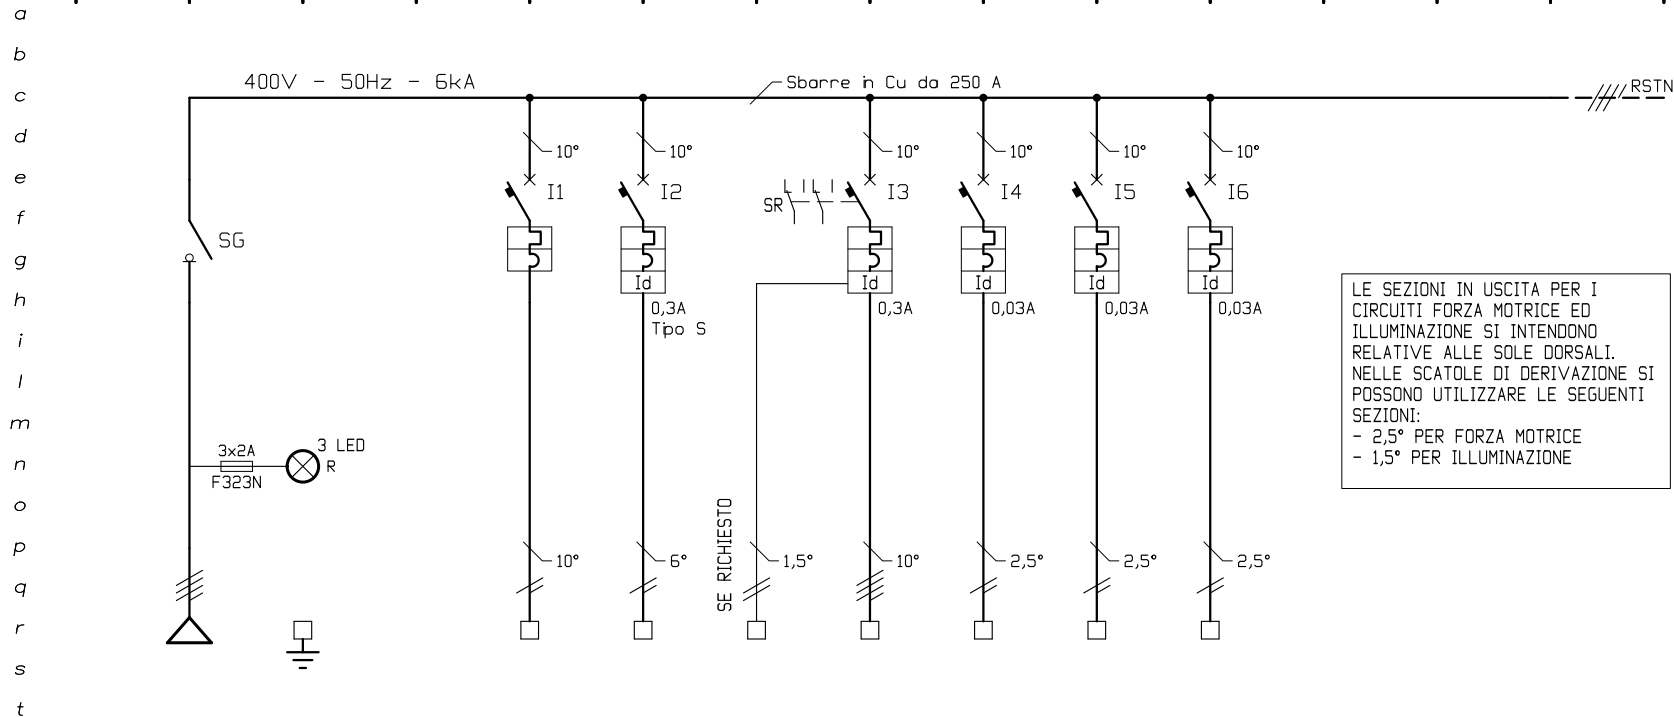 a
b
c
d
e
f
g
h
i
l
m
n
o
p
q
r
s
t
400V - 50Hz - 6kA
Sbarre in Cu da 250 A
RSTN
10°
10°
10°
10°
10°
10°
I1
I2
SR
I3
I4
I5
I6
SG
Id
Id
Id
Id
Id
0,3A
Tipo S
0,3A
0,03A
0,03A
0,03A
LE SEZIONI IN USCITA PER I
CIRCUITI FORZA MOTRICE ED
ILLUMINAZIONE SI INTENDONO
RELATIVE ALLE SOLE DORSALI.
NELLE SCATOLE DI DERIVAZIONE SI
POSSONO UTILIZZARE LE SEGUENTI
SEZIONI:
- 2,5° PER FORZA MOTRICE
- 1,5° PER ILLUMINAZIONE
3x2A
F323N
3 LED
R
SE RICHIESTO
10°
6°
1,5°
10°
2,5°
2,5°
2,5°